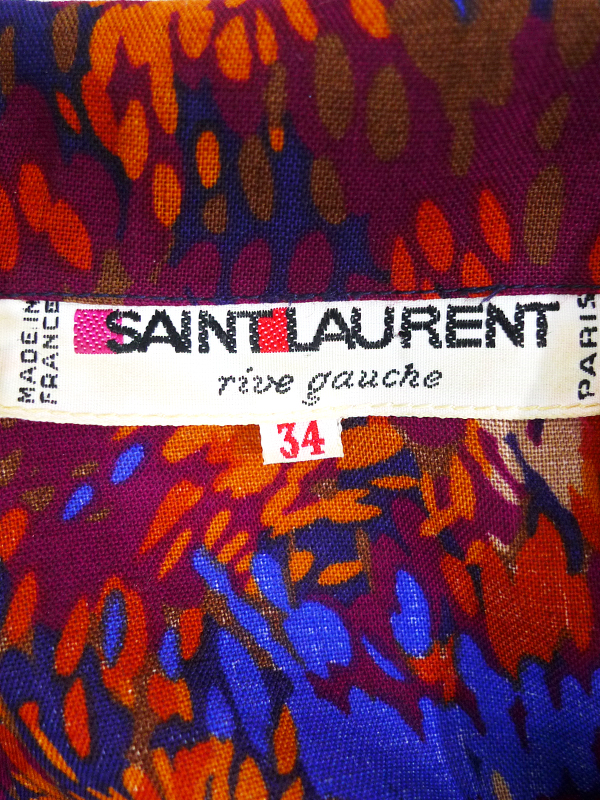 MADE IN
FRANCE
SAINT LAURENT
rive gauche
PARIS
34